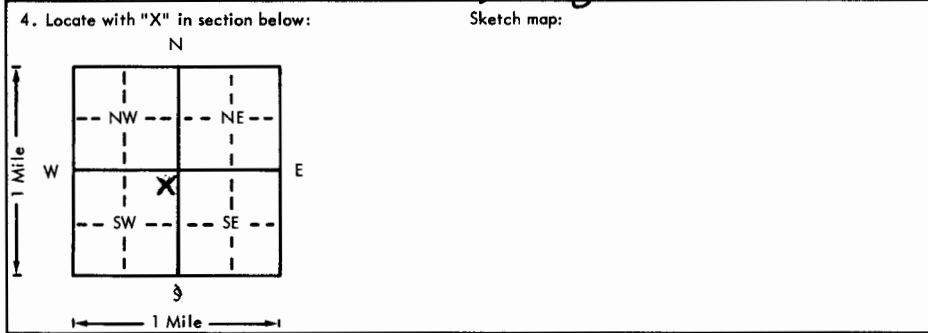 4. Locate with "X" in section below:
Sketch map:
N
NW NE
W X E
SW SE
1 Mile
1 Mile